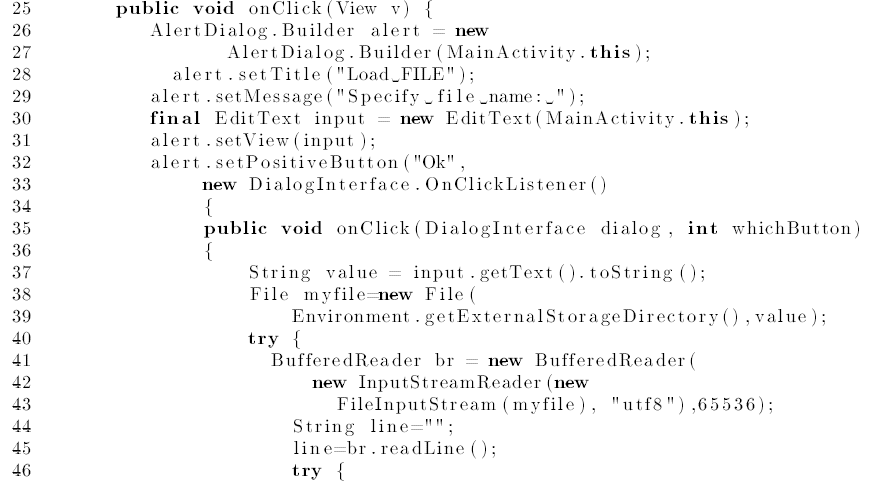 25 public void onClick(View v) {
26 AlertDialog.Builder alert = new
27 AlertDialog.Builder(MainActivity.this);
28 alert.setTitle("Load␣FILE");
29 alert.setMessage("Specify␣file␣name:␣");
30 final EditText input = new EditText(MainActivity.this);
31 alert.setView(input);
32 alert.setPositiveButton("Ok",
33 new DialogInterface.OnClickListener()
34 {
35 public void onClick(DialogInterface dialog, int whichButton)
36 {
37 String value = input.getText().toString();
38 File myfile=new File(
39 Environment.getExternalStorageDirectory(),value);
40 try {
41 BufferedReader br = new BufferedReader(
42 new InputStreamReader(new
43 FileInputStream(myfile), "utf8"),65536);
44 String line="";
45 line=br.readLine();
46 try {